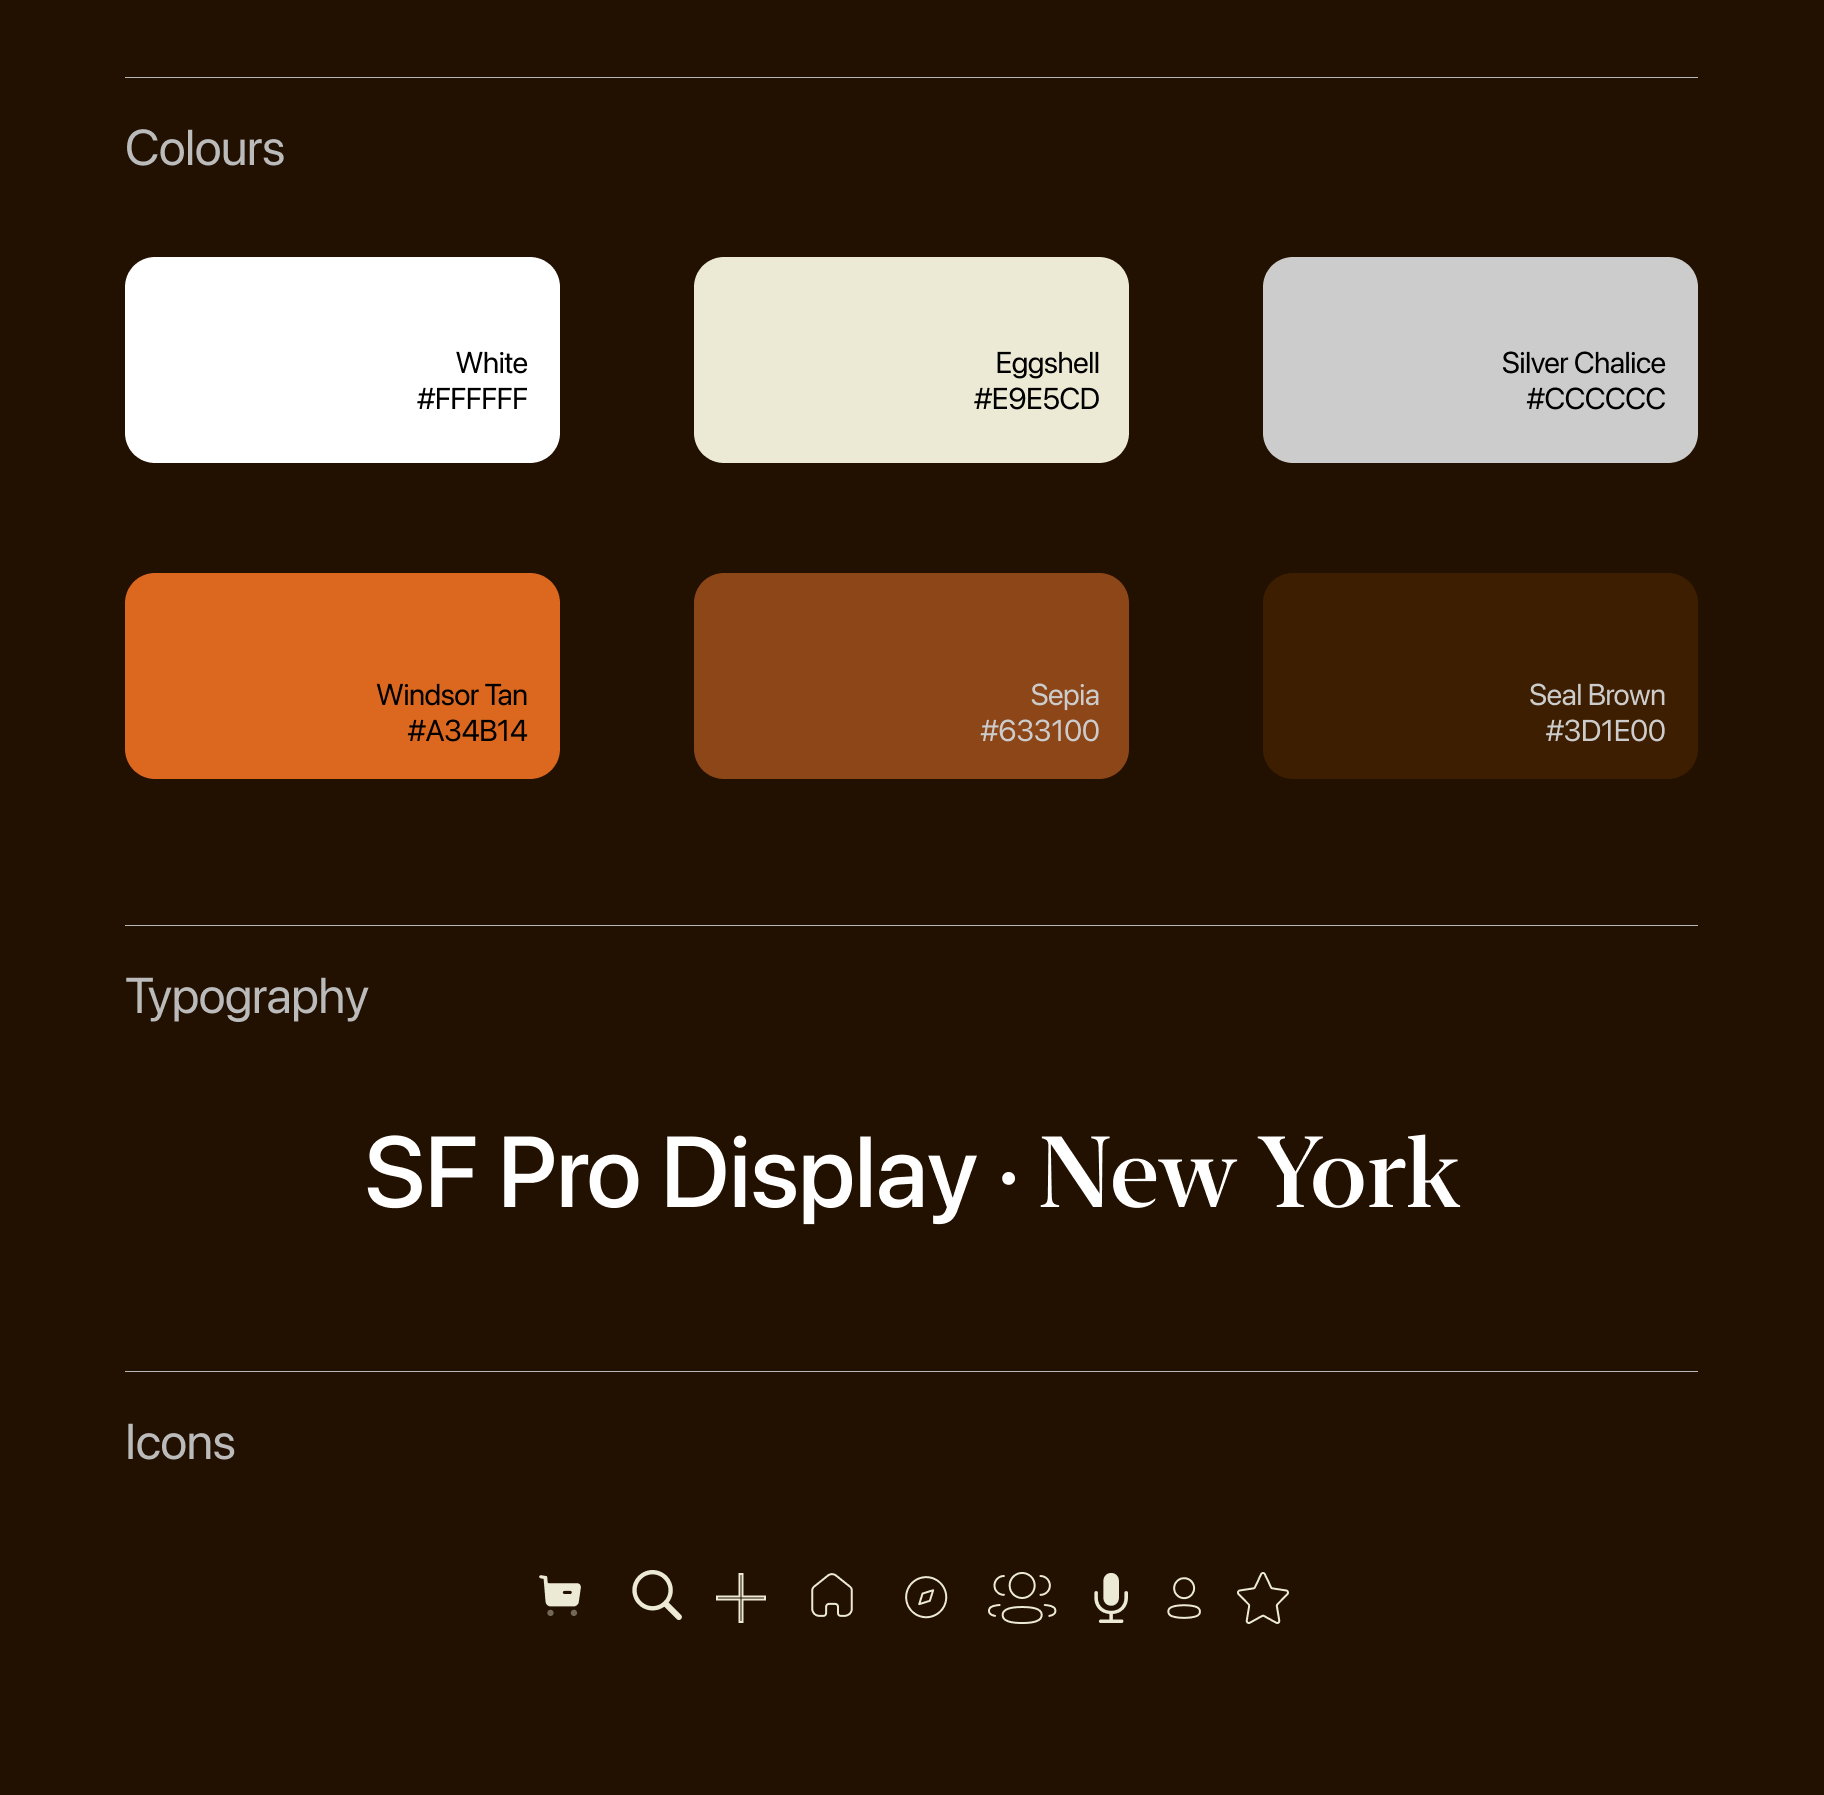 Colours
White
#FFFFFF
Eggshell
#E9E5CD
Silver Chalice
#CCCCCC
Windsor Tan
#A34B14
Sepia
#633100
Seal Brown
#3D1E00
Typography
SF Pro Display · New York
Icons